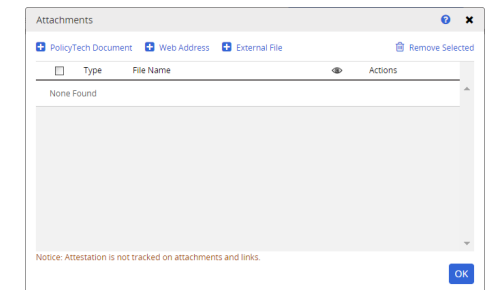 Attachments
PolicyTech Document Web Address External File Remove Selected
Type File Name Actions
None Found
Notice: Attestation is not tracked on attachments and links.
OK